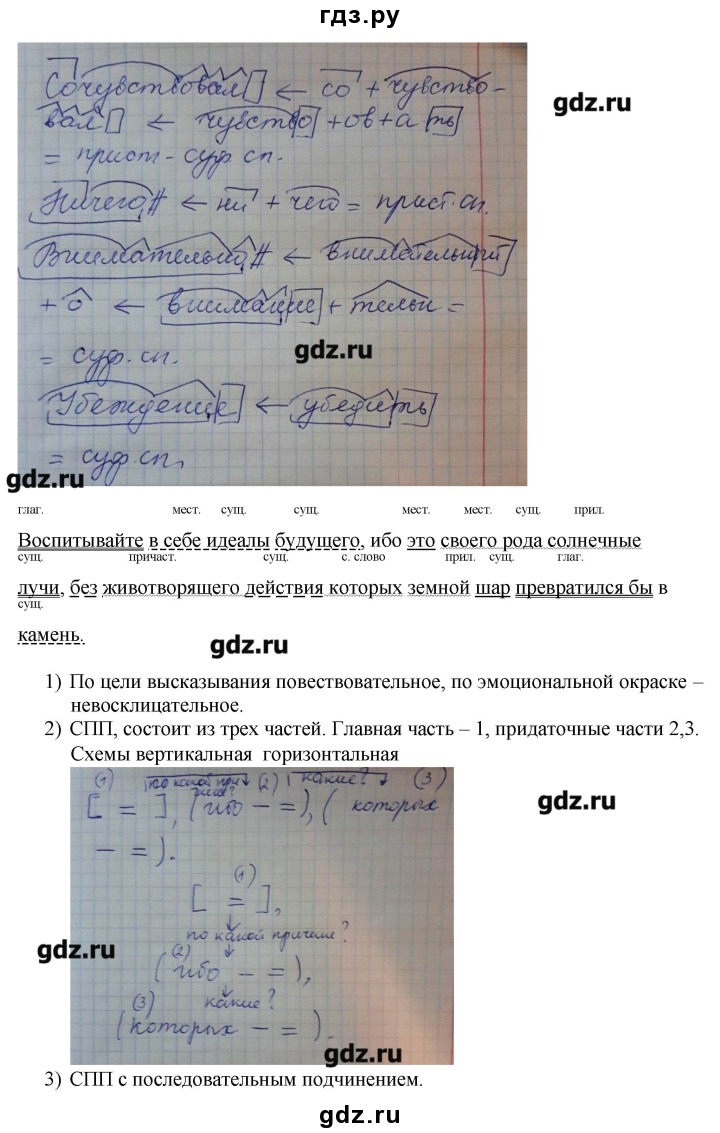 гдз.ру
Сочувствовал ← со + чувство-
вал ← чувство + ов + а ть
= прист - суф. сп.
gdz.ru
Ничего ← ни + чего = прист. сп.
Внимательно ← внимательный
+ о ← внимание + тельн =
= суф. сп.
gdz.ru
Убеждение ← убедить
= суф. сп.
gdz.ru
глаг. мест. сущ. сущ. мест. мест. сущ. прил.
Воспитывайте в себе идеалы будущего, ибо это своего рода солнечные
сущ. причаст. сущ. с. слово прил. сущ. глаг.
лучи, без животворящего действия которых земной шар превратился бы в
сущ.
камень.
gdz.ru
1) По цели высказывания повествовательное, по эмоциональной окраске –
невосклицательное.
2) СПП, состоит из трех частей. Главная часть – 1, придаточные части 2,3.
Схемы вертикальная горизонтальная
(1) по какой при- (2) какие? (3)
чине?
[ = ], (ибо – =), ( которых
– = ).
gdz.ru
(1)
[ = ],
по какой причине?
gdz.ru
(2)
(ибо – =),
(3) какие?
(которых – = ).
gdz.ru
3) СПП с последовательным подчинением.
gdz.ru